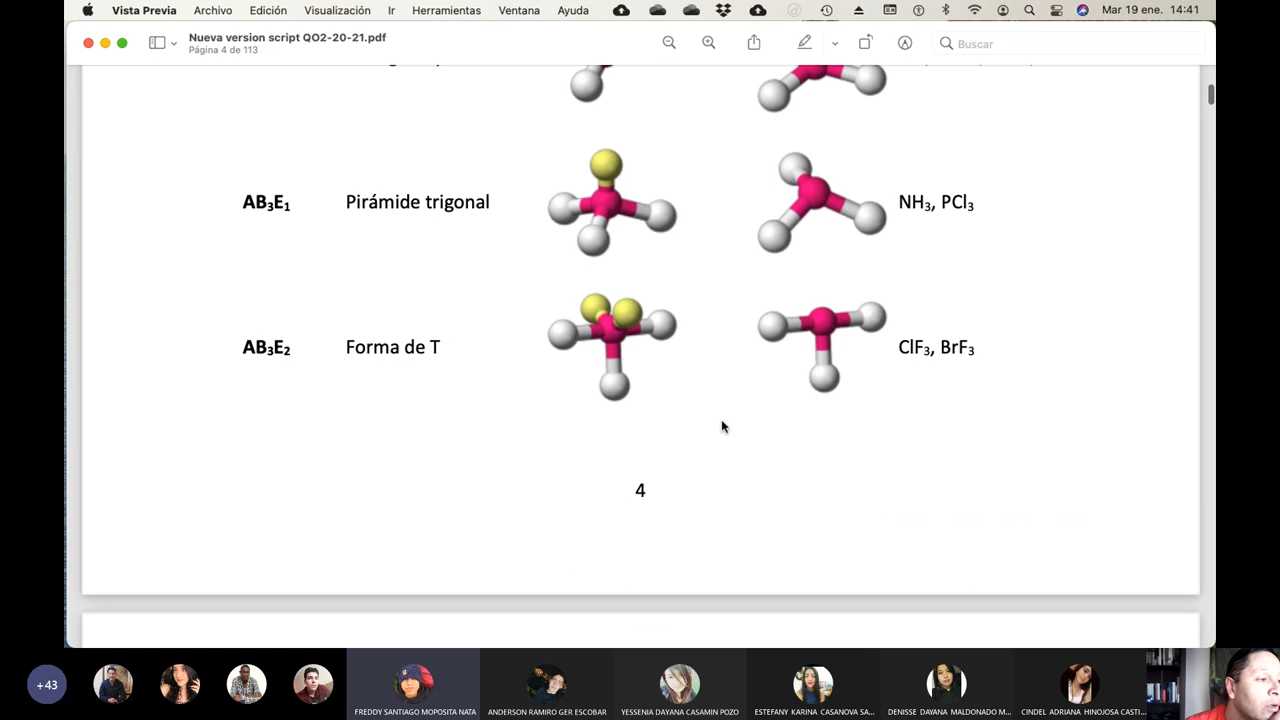 Vista Previa Archivo Edición Visualización Ir Herramientas Ventana Ayuda Mar 19 ene. 14:41
Nueva version script QO2-20-21.pdf
Página 4 de 113
Buscar
AB₃E₁ Pirámide trigonal NH₃, PCl₃
AB₃E₂ Forma de T ClF₃, BrF₃
4
+43
FREDDY SANTIAGO MOPOSITA NATA
ANDERSON RAMIRO GER ESCOBAR
YESSENIA DAYANA CASAMIN POZO
ESTEFANY KARINA CASANOVA SA...
DENISSE DAYANA MALDONADO M...
CINDEL ADRIANA HINOJOSA CASTI...